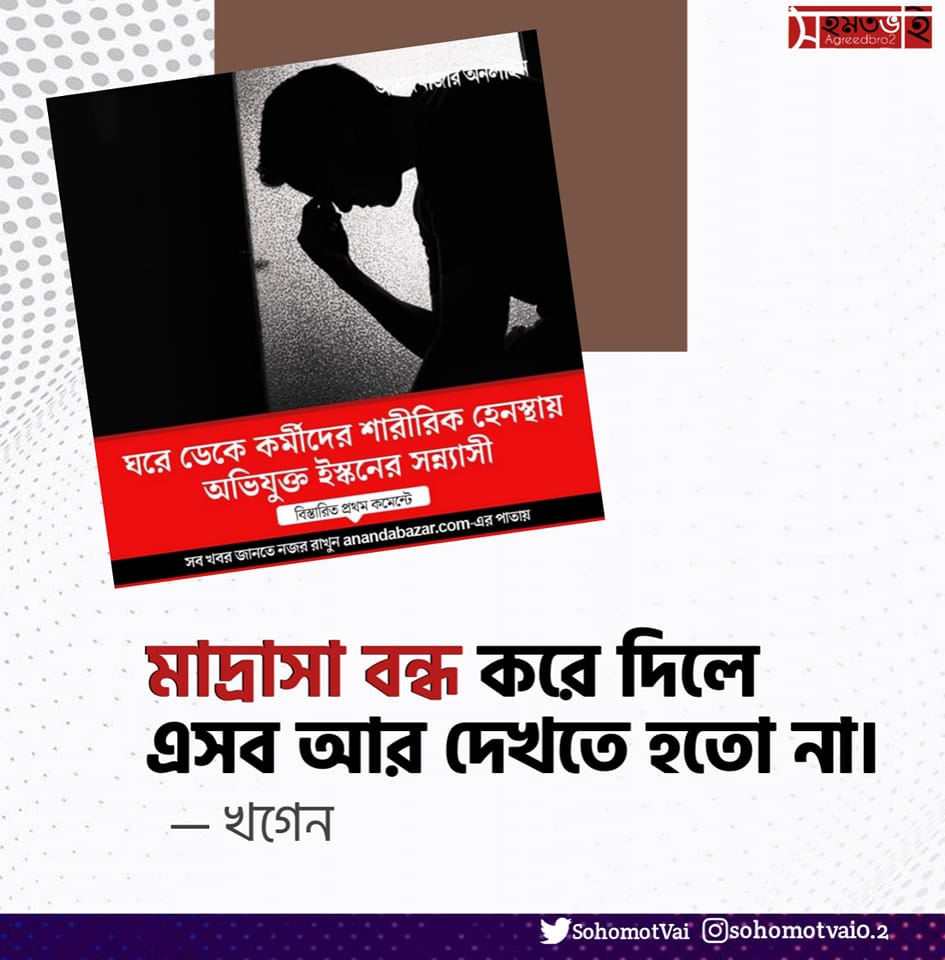 সহমতভাই
Agreedbro2
ঘরে ডেকে কর্মীদের শারীরিক হেনস্থায়
অভিযুক্ত ইস্কনের সন্ন্যাসী
বিস্তারিত প্রথম কমেন্টে
সব খবর জানতে নজর রাখুন anandabazar.com-এর পাতায়
মাদ্রাসা বন্ধ করে দিলে
এসব আর দেখতে হতো না।
— খগেন
SohomotVai sohomotvai0.2